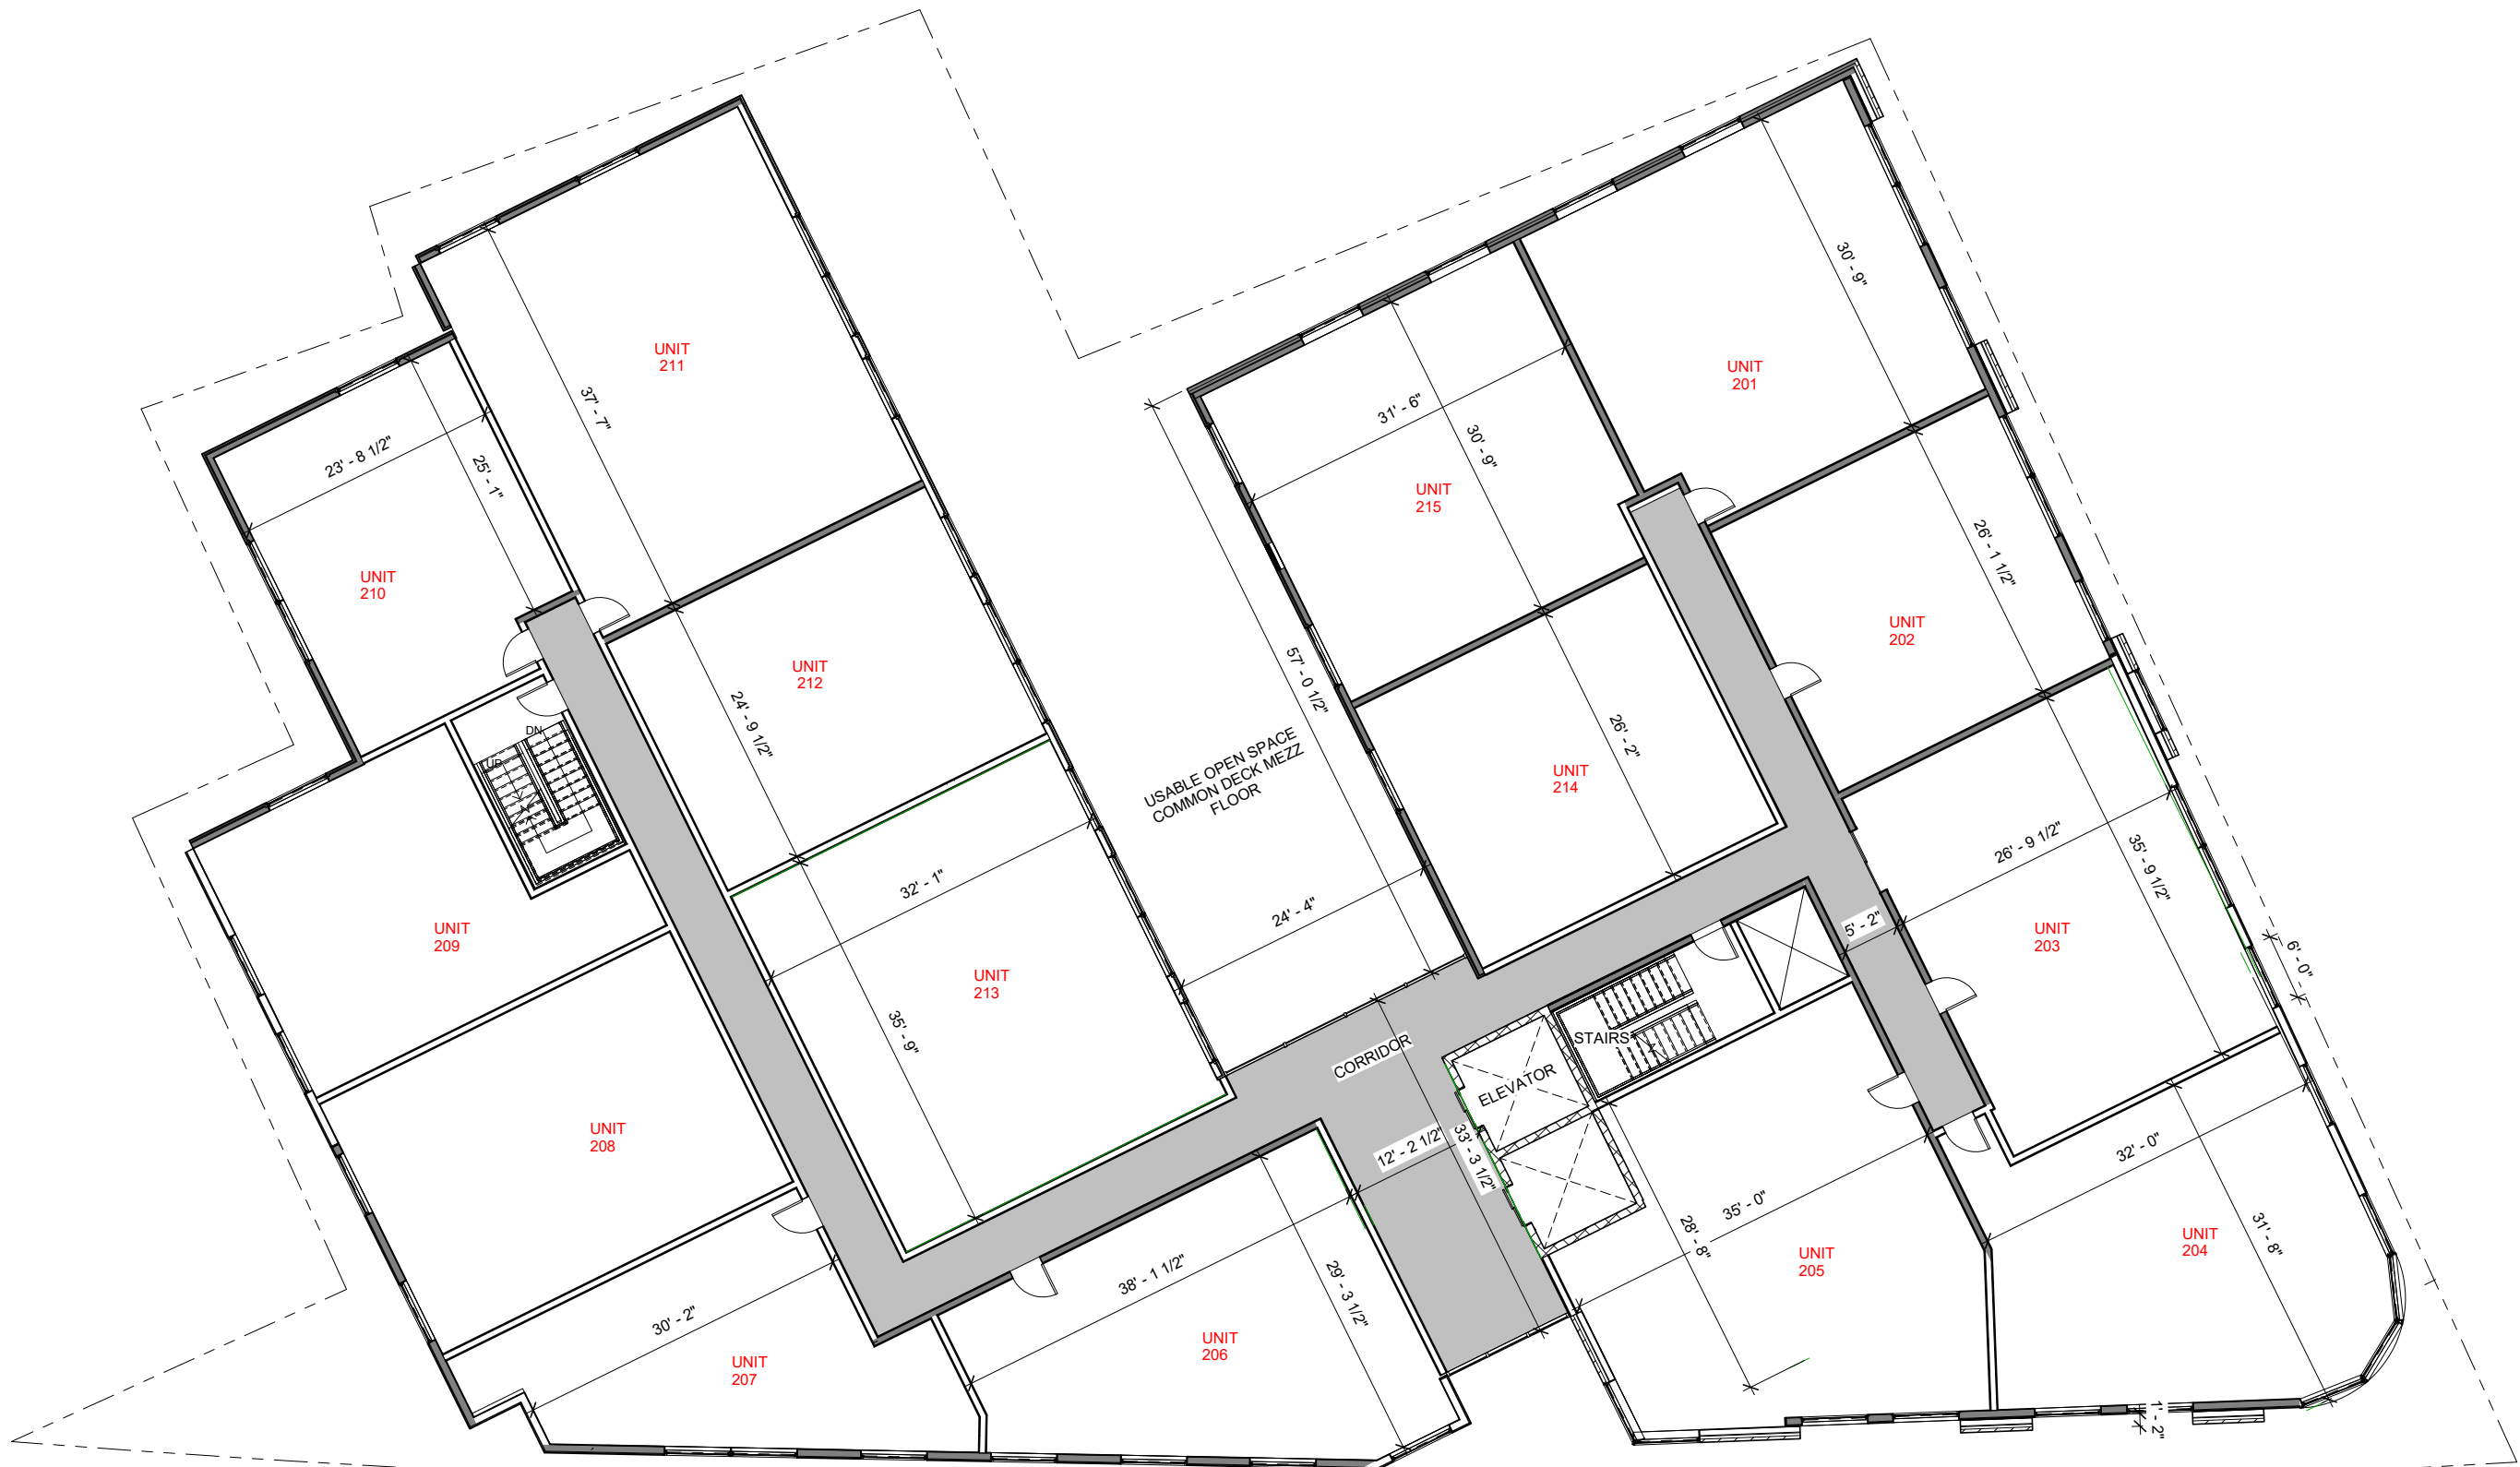 UNIT
211
37' - 7"
UNIT
201
30' - 9"
31' - 6"
30' - 9"
23' - 8 1/2"
25' - 1"
UNIT
215
UNIT
210
26' - 1 1/2"
UNIT
202
UNIT
212
24' - 9 1/2"
57' - 0 1/2"
26' - 2"
UNIT
214
DN
UP
USABLE OPEN SPACE
COMMON DECK MEZZ
FLOOR
26' - 9 1/2"
35' - 9 1/2"
32' - 1"
24' - 4"
5' - 2"
UNIT
209
UNIT
203
6' - 0"
UNIT
213
35' - 9"
CORRIDOR
STAIRS
ELEVATOR
UNIT
208
12' - 2 1/2"
33' - 3 1/2"
32' - 0"
35' - 0"
28' - 8"
31' - 8"
UNIT
204
UNIT
205
38' - 1 1/2"
29' - 3 1/2"
30' - 2"
UNIT
206
UNIT
207
1' - 2"